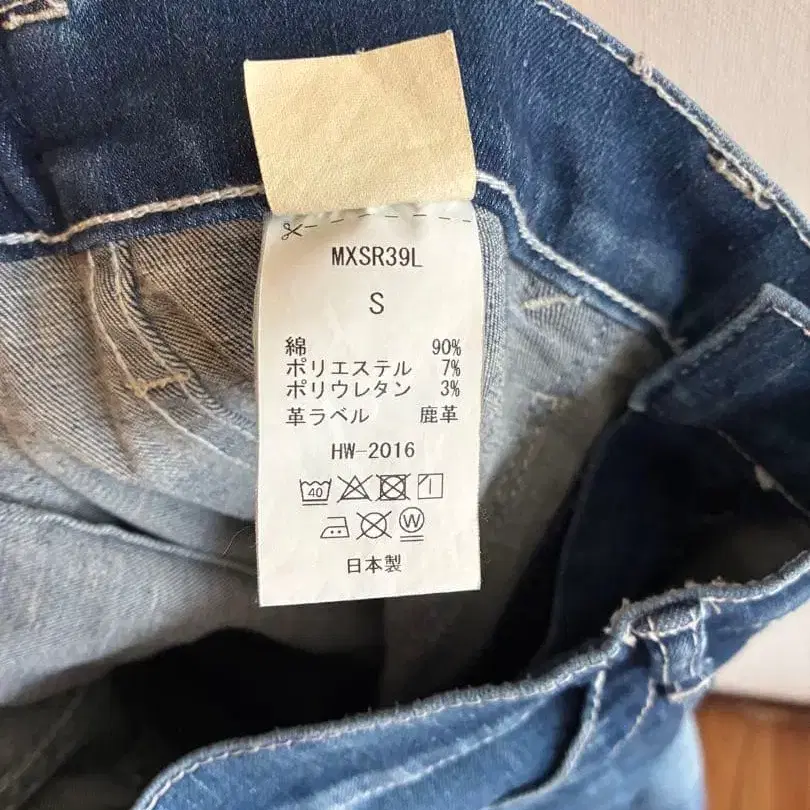 MXSR39L
S
綿 90%
ポリエステル 7%
ポリウレタン 3%
革ラベル 鹿革
HW-2016
40
W
日本製